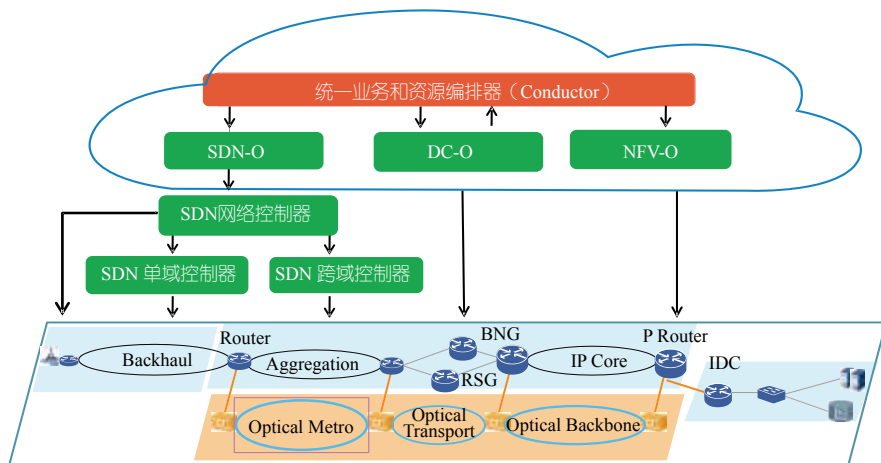 统一业务和资源编排器（Conductor）
SDN-O
DC-O
NFV-O
SDN网络控制器
SDN 单域控制器
SDN 跨域控制器
Router
BNG
P Router
Backhaul
Aggregation
RSG
IP Core
IDC
Optical Metro
Optical
Transport
Optical Backbone